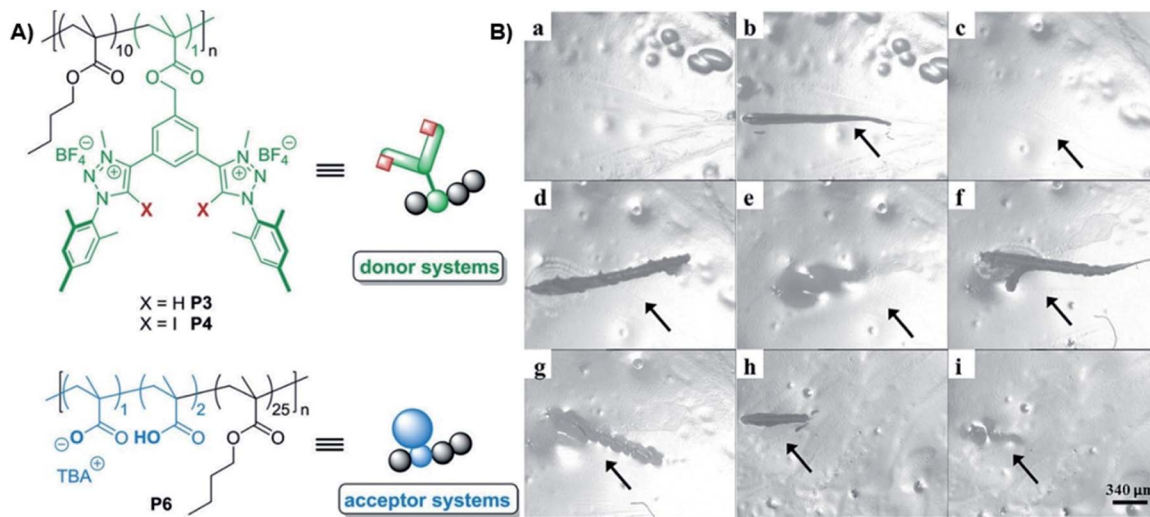 A)
10
1
n
O
O
O
O
BF4⊖
BF4⊖
N
N
N
⊕
N
N
N
⊕
X
X
donor systems
X = H P3
X = I P4
1
2
25
n
⊖O
O
HO
O
O
O
TBA⊕
P6
acceptor systems
B)
a
b
c
d
e
f
g
h
i
340 µm